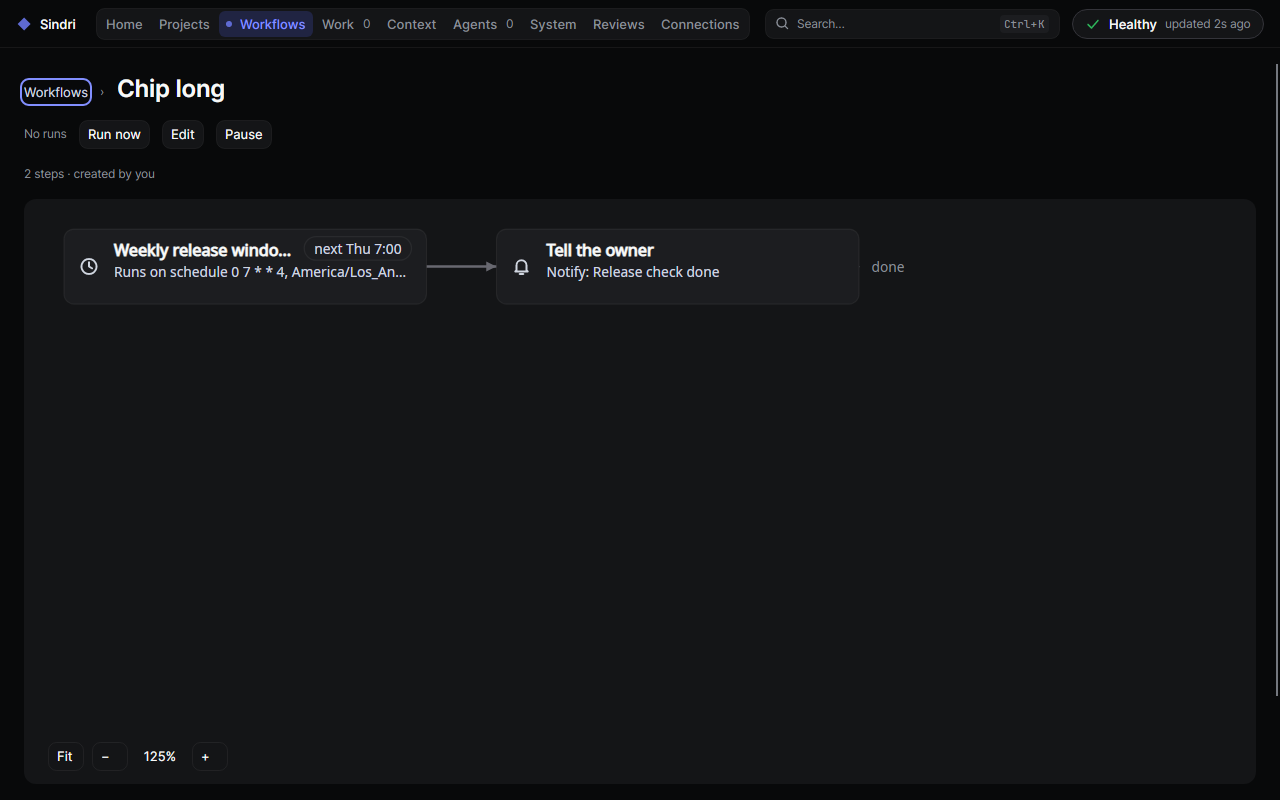 Sindri Home Projects Workflows Work 0 Context Agents 0 System Reviews Connections Search... Ctrl+K Healthy updated 2s ago
Workflows › Chip long
No runs Run now Edit Pause
2 steps · created by you
Weekly release windo... next Thu 7:00
Runs on schedule 0 7 * * 4, America/Los_An...
Tell the owner
Notify: Release check done
done
Fit − 125% +